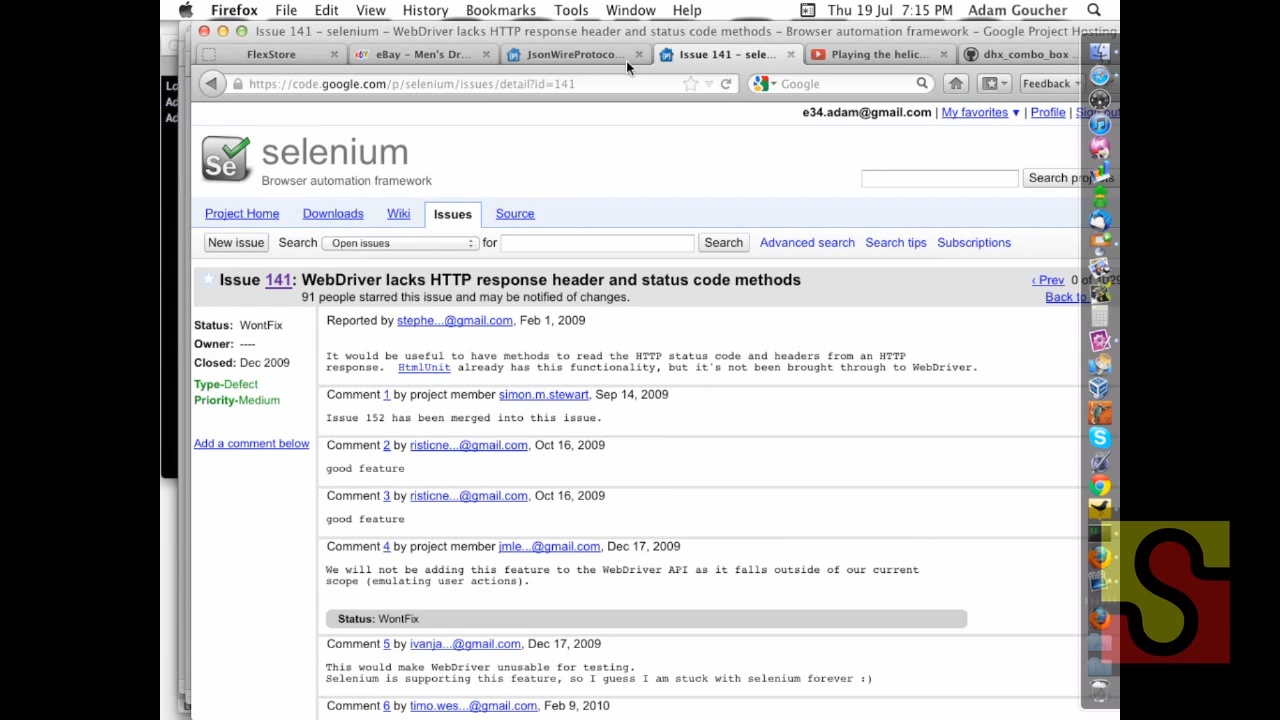 Firefox File Edit View History Bookmarks Tools Window Help Thu 19 Jul 7:15 PM Adam Goucher
Issue 141 – selenium – WebDriver lacks HTTP response header and status code methods – Browser automation framework – Google Project Hosting
FlexStore eBay Men's Dr... JsonWireProtoco... Issue 141 – sele... Playing the helic... dhx_combo_box
https://code.google.com/p/selenium/issues/detail?id=141 Google Feedback
e34.adam@gmail.com | My favorites ▼ | Profile | Sign out
Se selenium
Browser automation framework
Search projects
Project Home Downloads Wiki Issues Source
New issue Search Open issues for Search Advanced search Search tips Subscriptions
Issue 141: WebDriver lacks HTTP response header and status code methods ‹ Prev 0 of
91 people starred this issue and may be notified of changes. Back to
Status: WontFix
Owner: ----
Closed: Dec 2009
Type-Defect
Priority-Medium
Add a comment below
Reported by stephe...@gmail.com, Feb 1, 2009
It would be useful to have methods to read the HTTP status code and headers from an HTTP
response. HtmlUnit already has this functionality, but it's not been brought through to WebDriver.
Comment 1 by project member simon.m.stewart, Sep 14, 2009
Issue 152 has been merged into this issue.
Comment 2 by risticne...@gmail.com, Oct 16, 2009
good feature
Comment 3 by risticne...@gmail.com, Oct 16, 2009
good feature
Comment 4 by project member jmle...@gmail.com, Dec 17, 2009
We will not be adding this feature to the WebDriver API as it falls outside of our current
scope (emulating user actions).
Status: WontFix
Comment 5 by ivanja...@gmail.com, Dec 17, 2009
This would make WebDriver unusable for testing.
Selenium is supporting this feature, so I guess I am stuck with selenium forever :)
Comment 6 by timo.wes...@gmail.com, Feb 9, 2010
S